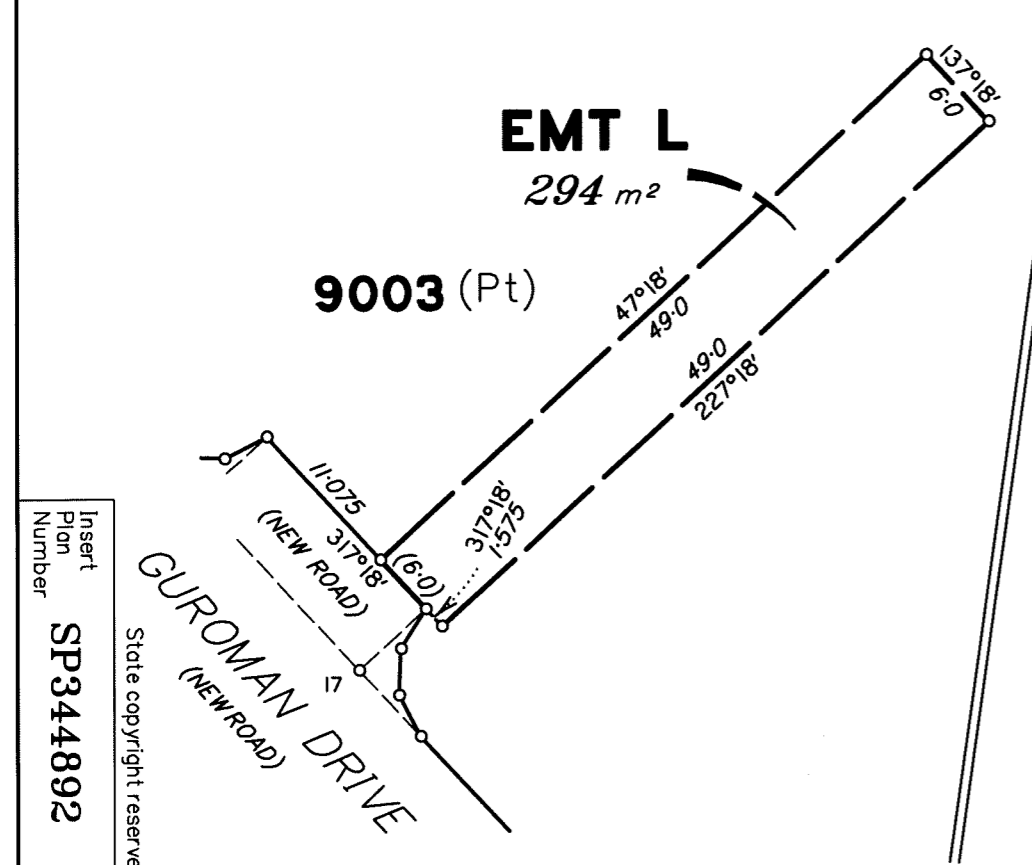 137°18'
6·0
EMT L
294 m²
9003 (Pt)
47°18'
49·0
49·0
227°18'
11·075
317°18'
(NEW ROAD)
(6·0)
317°18'
1·575
17
GUROMAN DRIVE
(NEW ROAD)
Insert
Plan
Number
SP344892
State copyright reserve